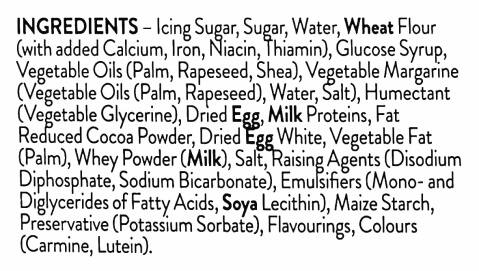 INGREDIENTS – Icing Sugar, Sugar, Water, Wheat Flour
(with added Calcium, Iron, Niacin, Thiamin), Glucose Syrup,
Vegetable Oils (Palm, Rapeseed, Shea), Vegetable Margarine
(Vegetable Oils (Palm, Rapeseed), Water, Salt), Humectant
(Vegetable Glycerine), Dried Egg, Milk Proteins, Fat
Reduced Cocoa Powder, Dried Egg White, Vegetable Fat
(Palm), Whey Powder (Milk), Salt, Raising Agents (Disodium
Diphosphate, Sodium Bicarbonate), Emulsifiers (Mono- and
Diglycerides of Fatty Acids, Soya Lecithin), Maize Starch,
Preservative (Potassium Sorbate), Flavourings, Colours
(Carmine, Lutein).